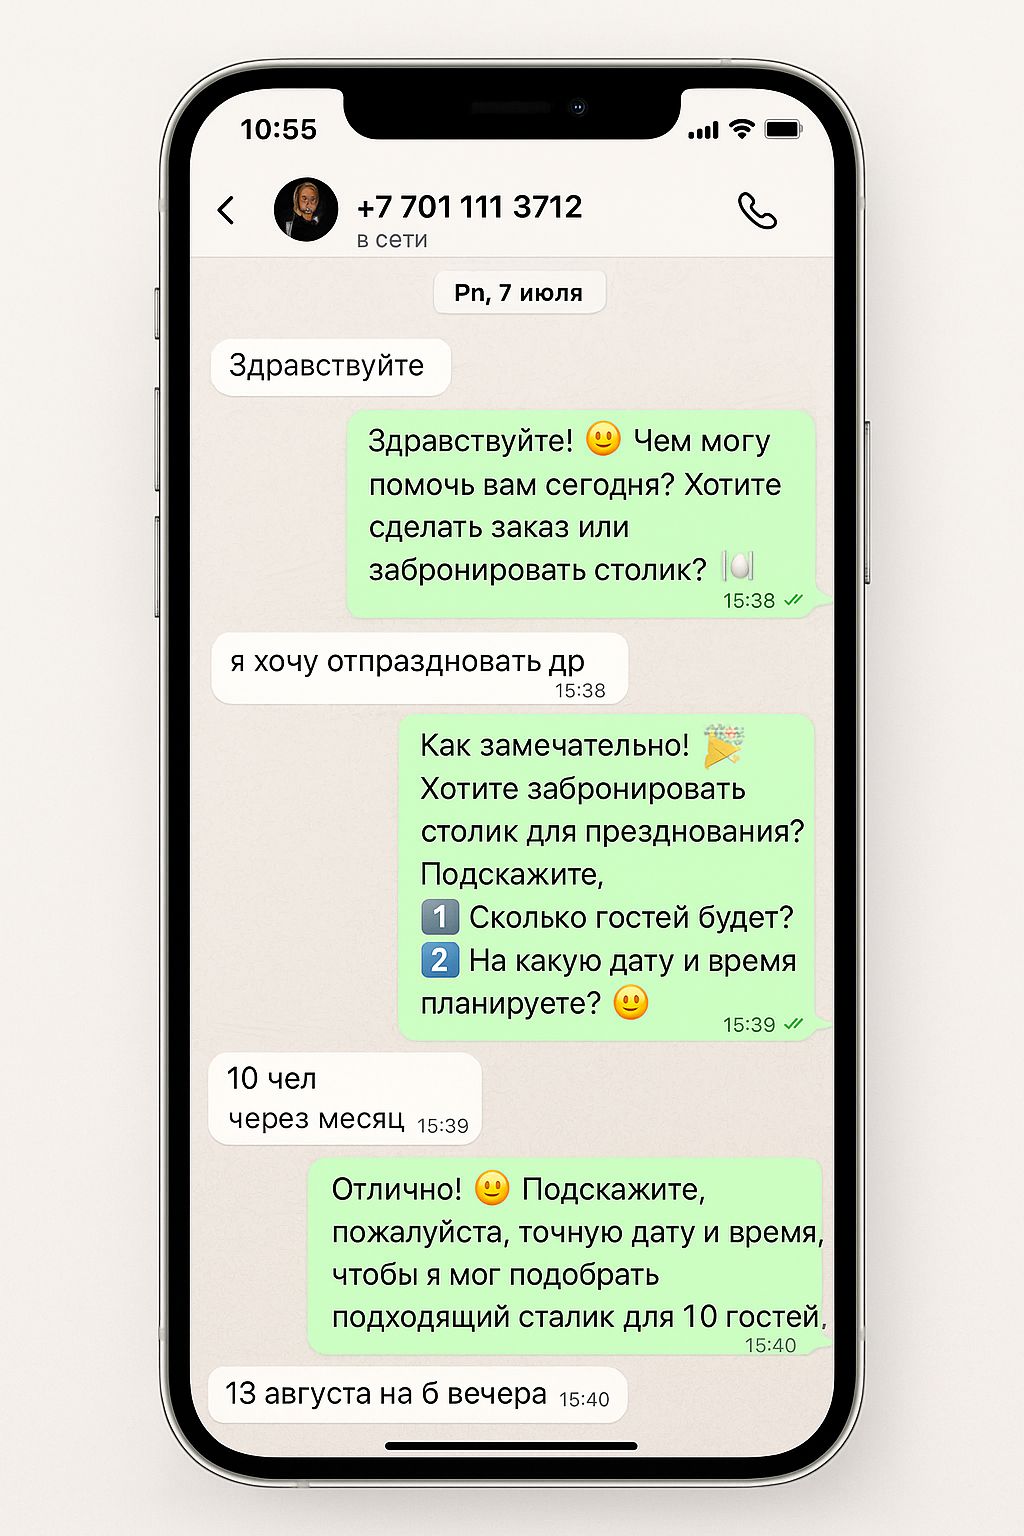 10:55
+7 701 111 3712
в сети
Pn, 7 июля
Здравствуйте
Здравствуйте! 🙂 Чем могу
помочь вам сегодня? Хотите
сделать заказ или
забронировать столик? 🍽
15:38
я хочу отпраздновать др
15:38
Как замечательно! 🎉
Хотите забронировать
столик для презднования?
Подскажите,
1️⃣ Сколько гостей будет?
2️⃣ На какую дату и время
планируете? 🙂
15:39
10 чел
через месяц 15:39
Отлично! 🙂 Подскажите,
пожалуйста, точную дату и время,
чтобы я мог подобрать
подходящий сталик для 10 гостей,
15:40
13 августа на 6 вечера 15:40